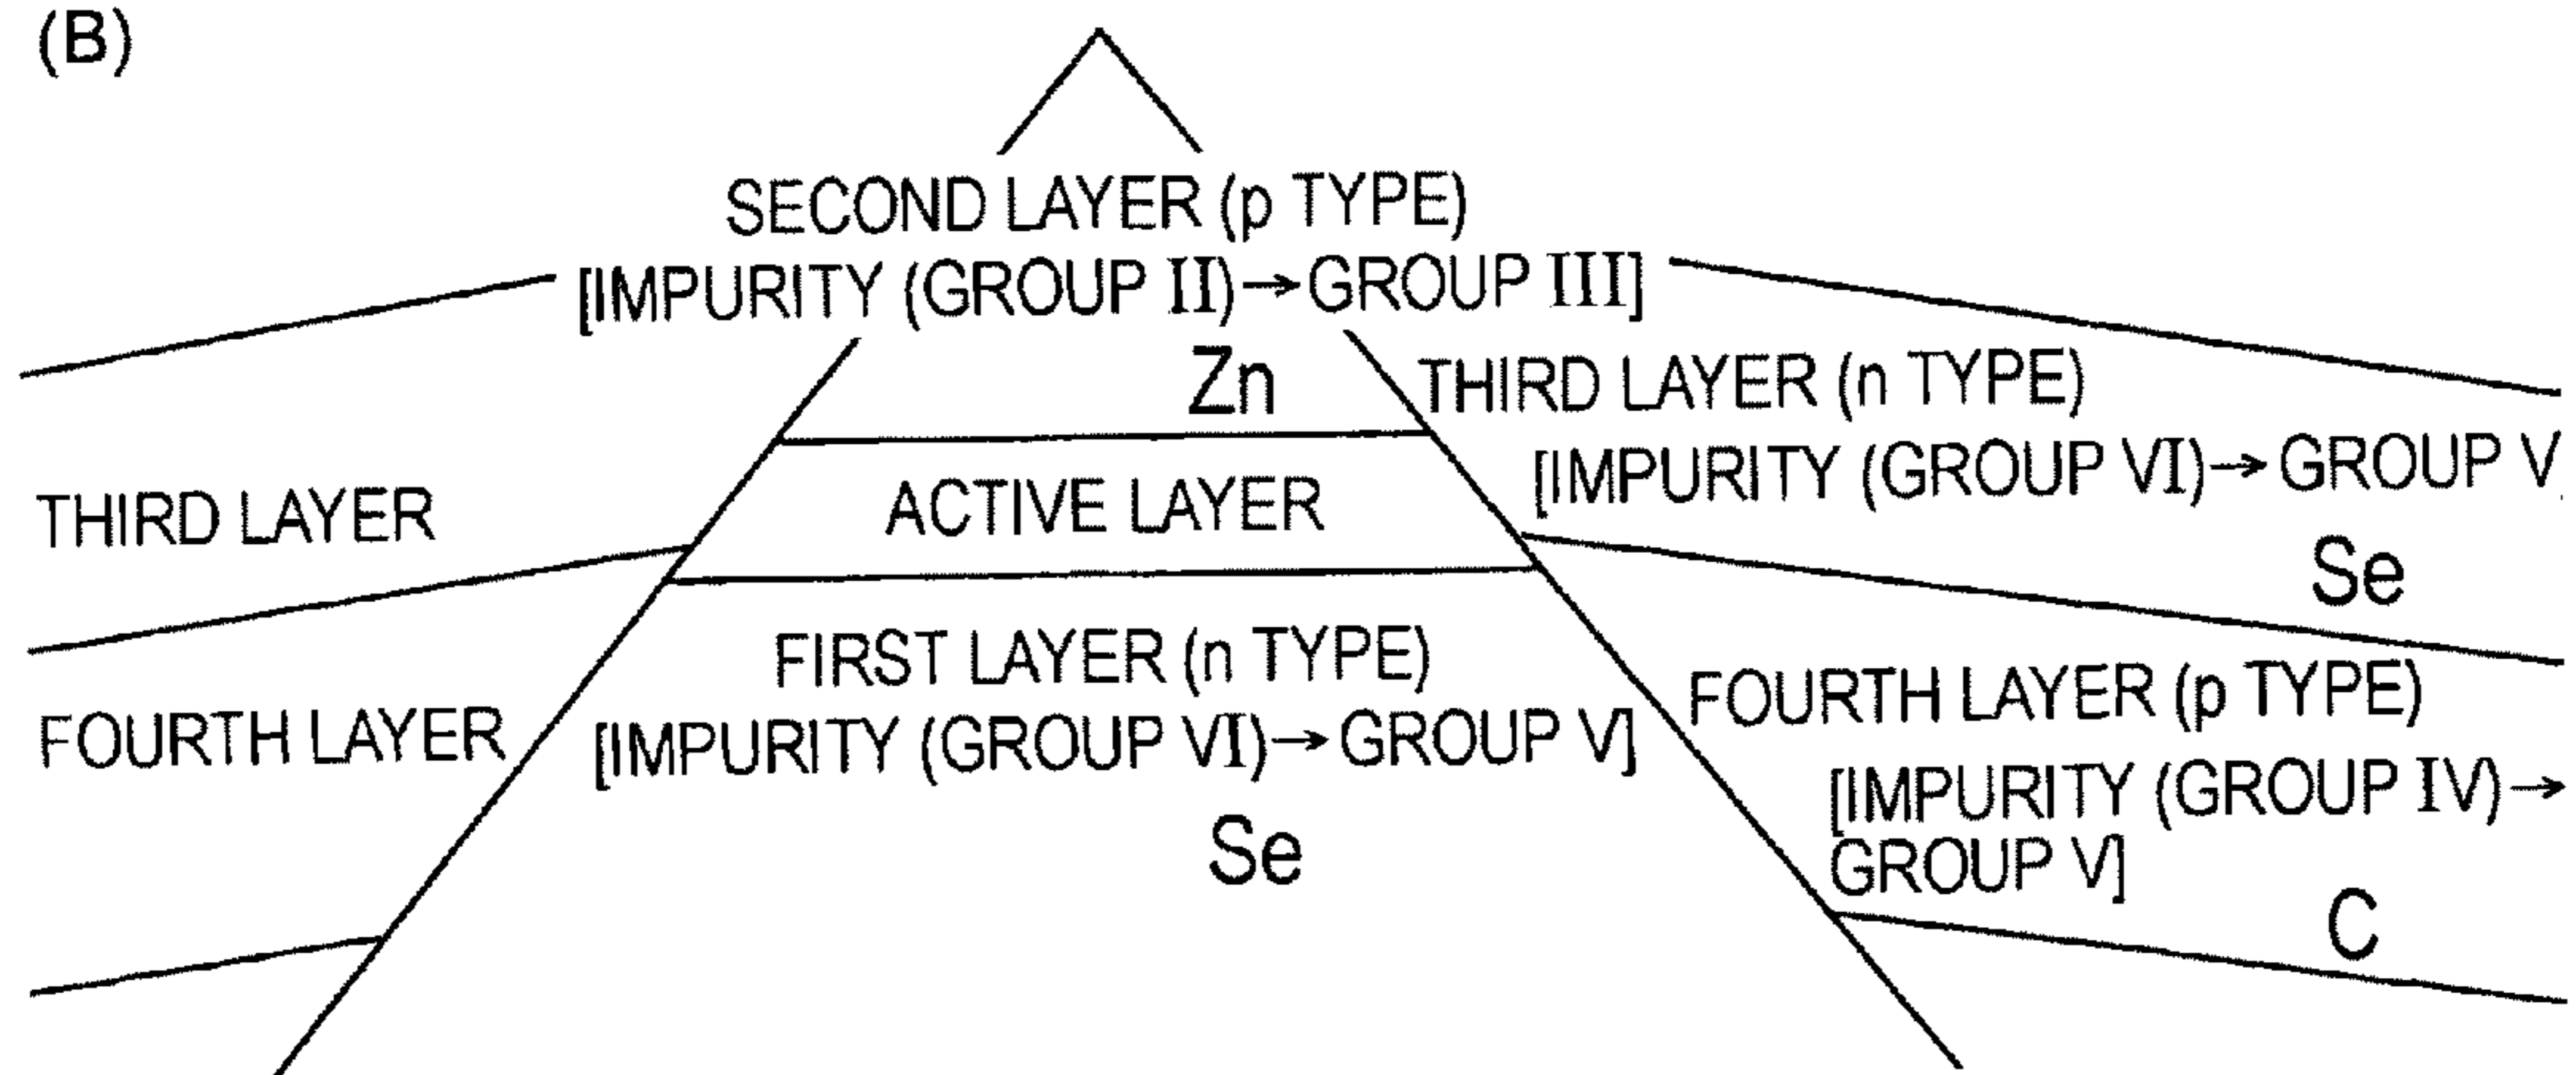 (B)
SECOND LAYER (p TYPE)
[IMPURITY (GROUP II)→GROUP III]
Zn
THIRD LAYER (n TYPE)
[IMPURITY (GROUP VI)→GROUP V
Se
THIRD LAYER
ACTIVE LAYER
FIRST LAYER (n TYPE)
[IMPURITY (GROUP VI)→GROUP V]
Se
FOURTH LAYER
FOURTH LAYER (p TYPE)
[IMPURITY (GROUP IV)→
GROUP V]
C